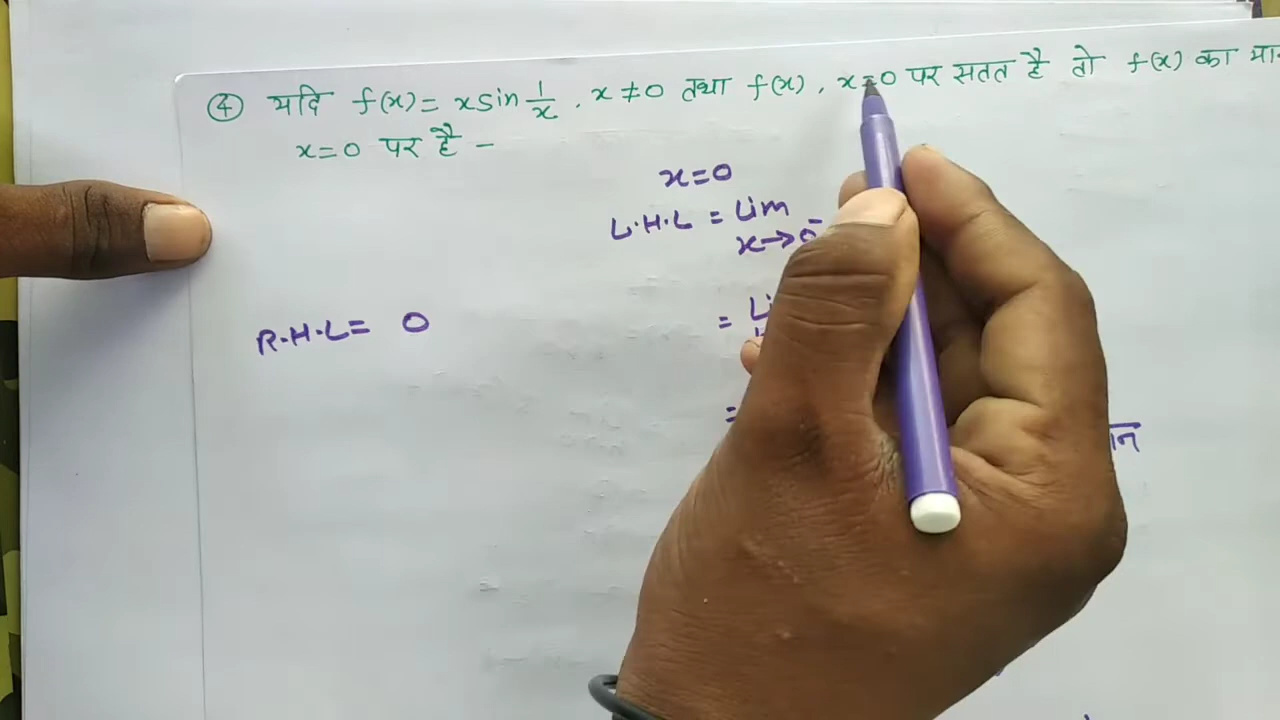 ④ यदि f(x) = x sin 1/x , x ≠ 0 तथा f(x), x=0 पर सतत है तो f(x) का
x=0 पर है -
x=0
L.H.L = Lim
x→0⁻
=
R.H.L = 0
=